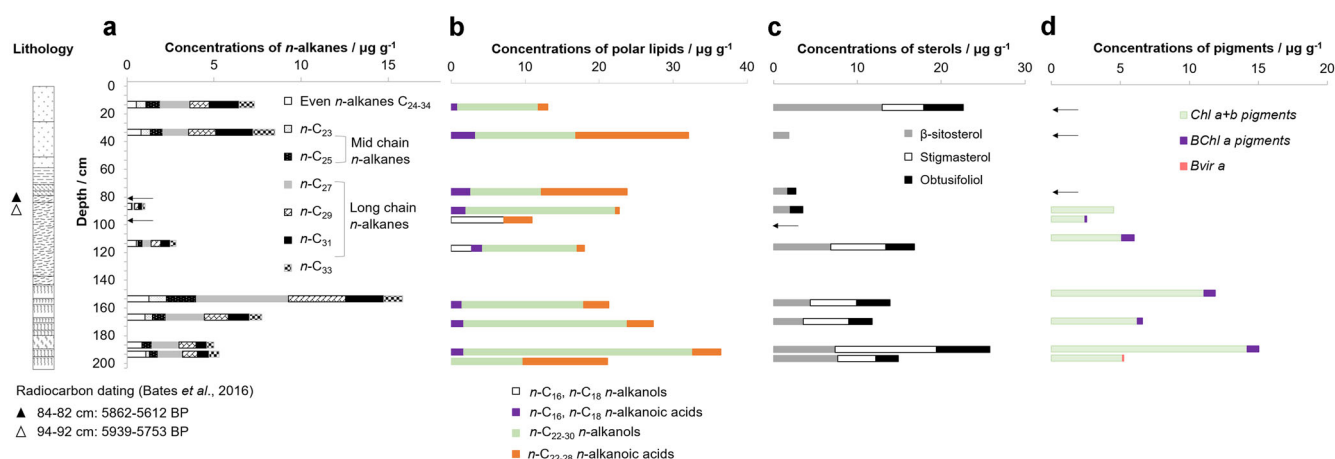 a
b
c
d
Lithology
Concentrations of n-alkanes / µg g-1
Concentrations of polar lipids / µg g-1
Concentrations of sterols / µg g-1
Concentrations of pigments / µg g-1
0 5 10 15
0 10 20 30 40
0 10 20 30
0 5 10 15 20
Depth / cm
0
20
40
60
80
100
120
140
160
180
200
Even n-alkanes C24-34
n-C23
n-C25
Mid chain
n-alkanes
n-C27
n-C29
n-C31
Long chain
n-alkanes
n-C33
β-sitosterol
Stigmasterol
Obtusifoliol
Chl a+b pigments
BChl a pigments
Bvir a
Radiocarbon dating (Bates et al., 2016)
▲ 84-82 cm: 5862-5612 BP
△ 94-92 cm: 5939-5753 BP
n-C16, n-C18 n-alkanols
n-C16, n-C18 n-alkanoic acids
n-C22-30 n-alkanols
n-C22-28 n-alkanoic acids